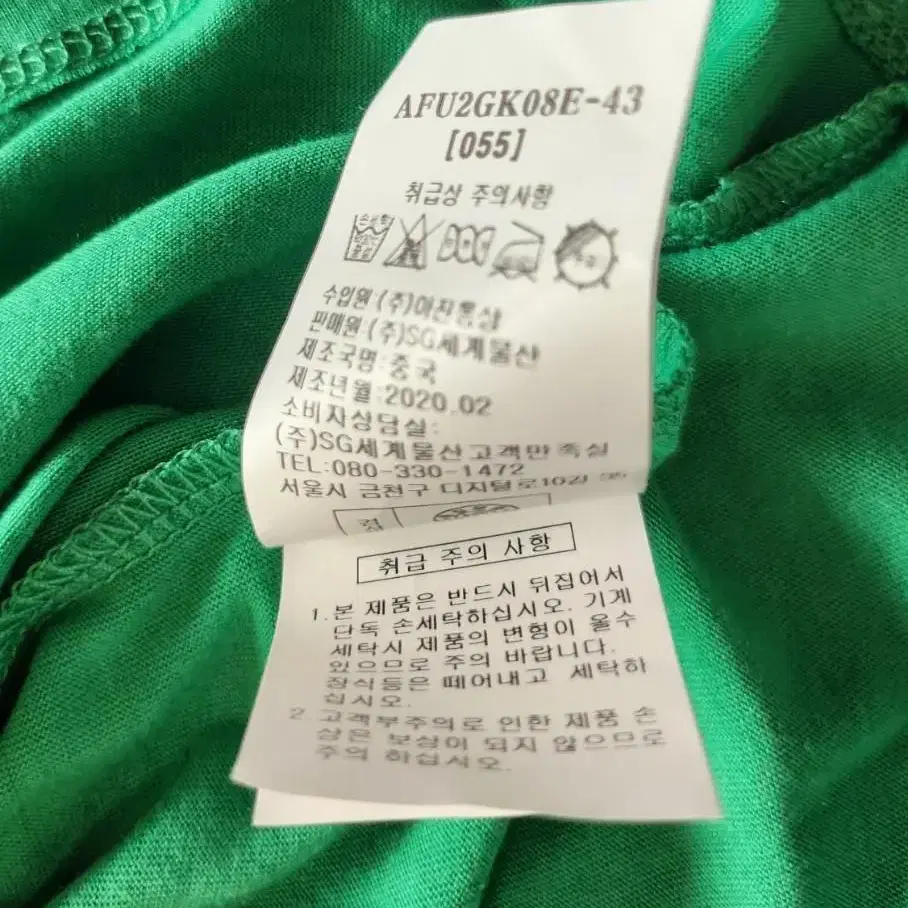 AFU2GK08E-43
[055]
취급상 주의사항
손세탁
수입원:(주)아진통상
판매원:(주)SG세계물산
제조국명:중국
제조년월:2020.02
소비자상담실:
(주)SG세계물산고객만족실
TEL:080-330-1472
서울시 금천구 디지털로10길
취급 주의 사항
1.본 제품은 반드시 뒤집어서
단독 손세탁하십시오. 기계
세탁시 제품의 변형이 올수
있으므로 주의 바랍니다.
장식등은 떼어내고 세탁하
십시오.
2 고객부주의로 인한 제품 손
상은 보상이 되지 않으므로
주의 하십시오.